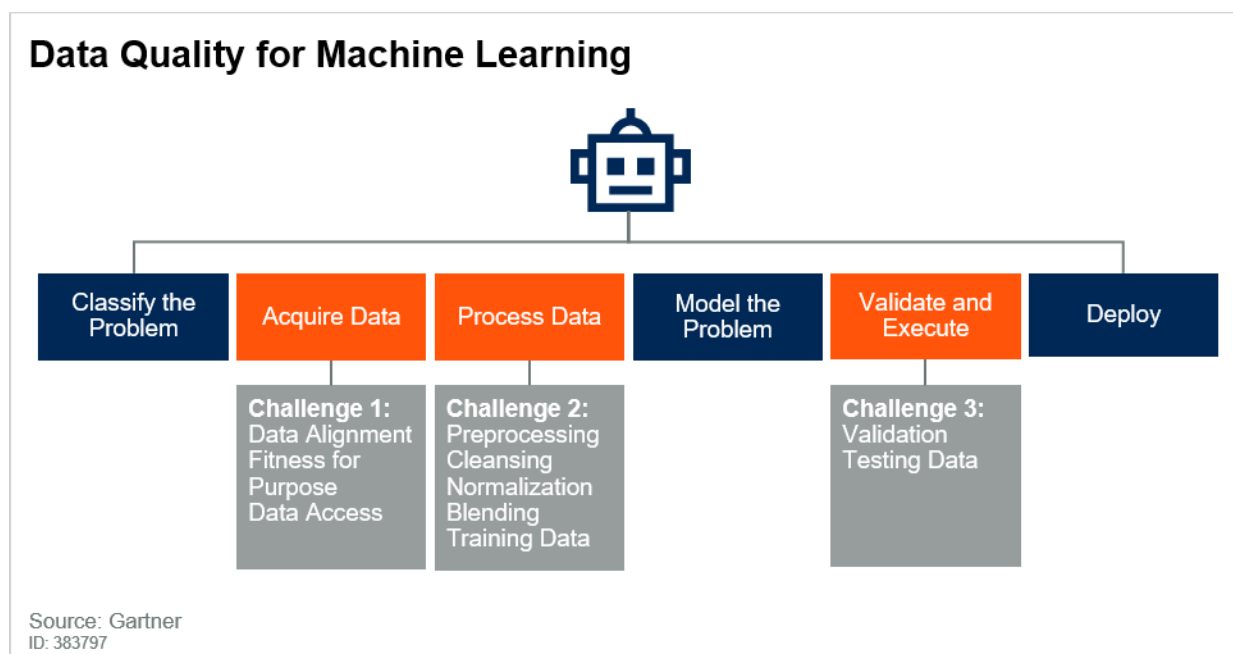 Data Quality for Machine Learning
Classify the
Problem
Acquire Data
Process Data
Model the
Problem
Validate and
Execute
Deploy
Challenge 1:
Data Alignment
Fitness for
Purpose
Data Access
Challenge 2:
Preprocessing
Cleansing
Normalization
Blending
Training Data
Challenge 3:
Validation
Testing Data
Source: Gartner
ID: 383797